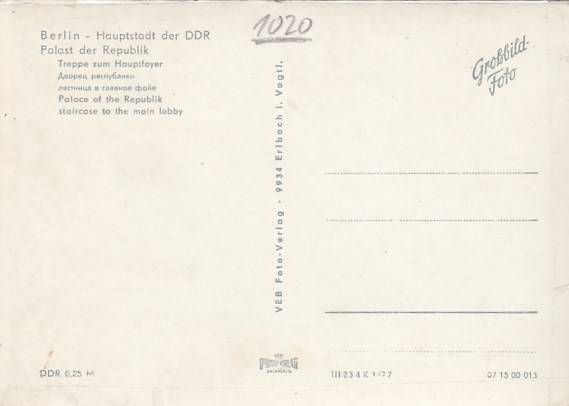 1020
Berlin - Hauptstadt der DDR
Palast der Republik
Treppe zum Hauptfoyer
Дворец республики
лестница в главное фойе
Palace of the Republik
staircase to the main lobby
Großbild-
Foto
VEB Foto-Verlag · 9934 Erlbach i. Vogtl.
DDR 0,25 M
III 23 4 K 1/77
07 15 00 013